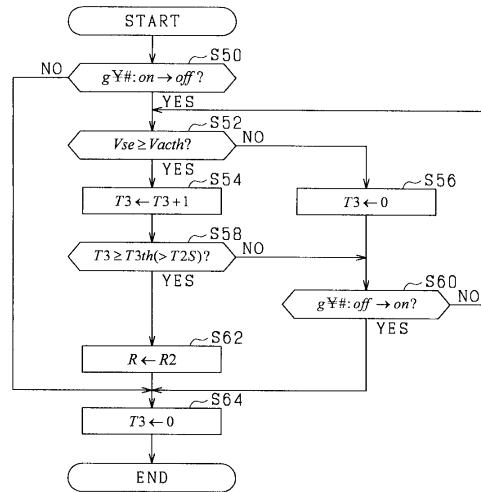 START
S50
NO
g¥#: on → off ?
YES
S52
Vse ≥ Vacth?
NO
YES
S54
T3 ← T3+1
S56
T3 ← 0
S58
T3 ≥ T3th(> T2S)?
NO
YES
S60
g¥#: off → on?
NO
YES
S62
R ← R2
S64
T3 ← 0
END